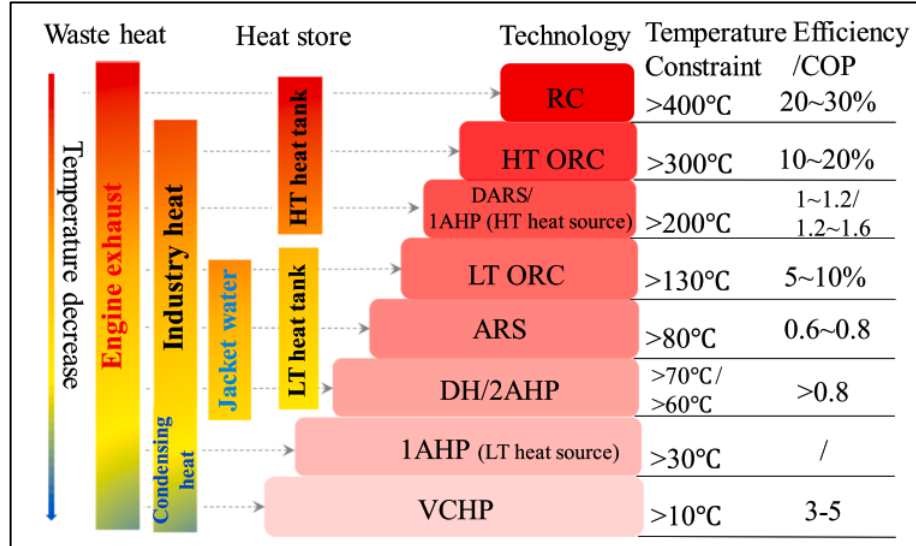 Waste heat
Heat store
Technology
Temperature Constraint
Efficiency /COP
Temperature decrease
Engine exhaust
Industry heat
Condensing heat
Jacket water
HT heat tank
LT heat tank
RC
>400℃
20~30%
HT ORC
>300℃
10~20%
DARS/
1AHP (HT heat source)
>200℃
1~1.2/
1.2~1.6
LT ORC
>130℃
5~10%
ARS
>80℃
0.6~0.8
DH/2AHP
>70℃/
>60℃
>0.8
1AHP (LT heat source)
>30℃
/
VCHP
>10℃
3-5